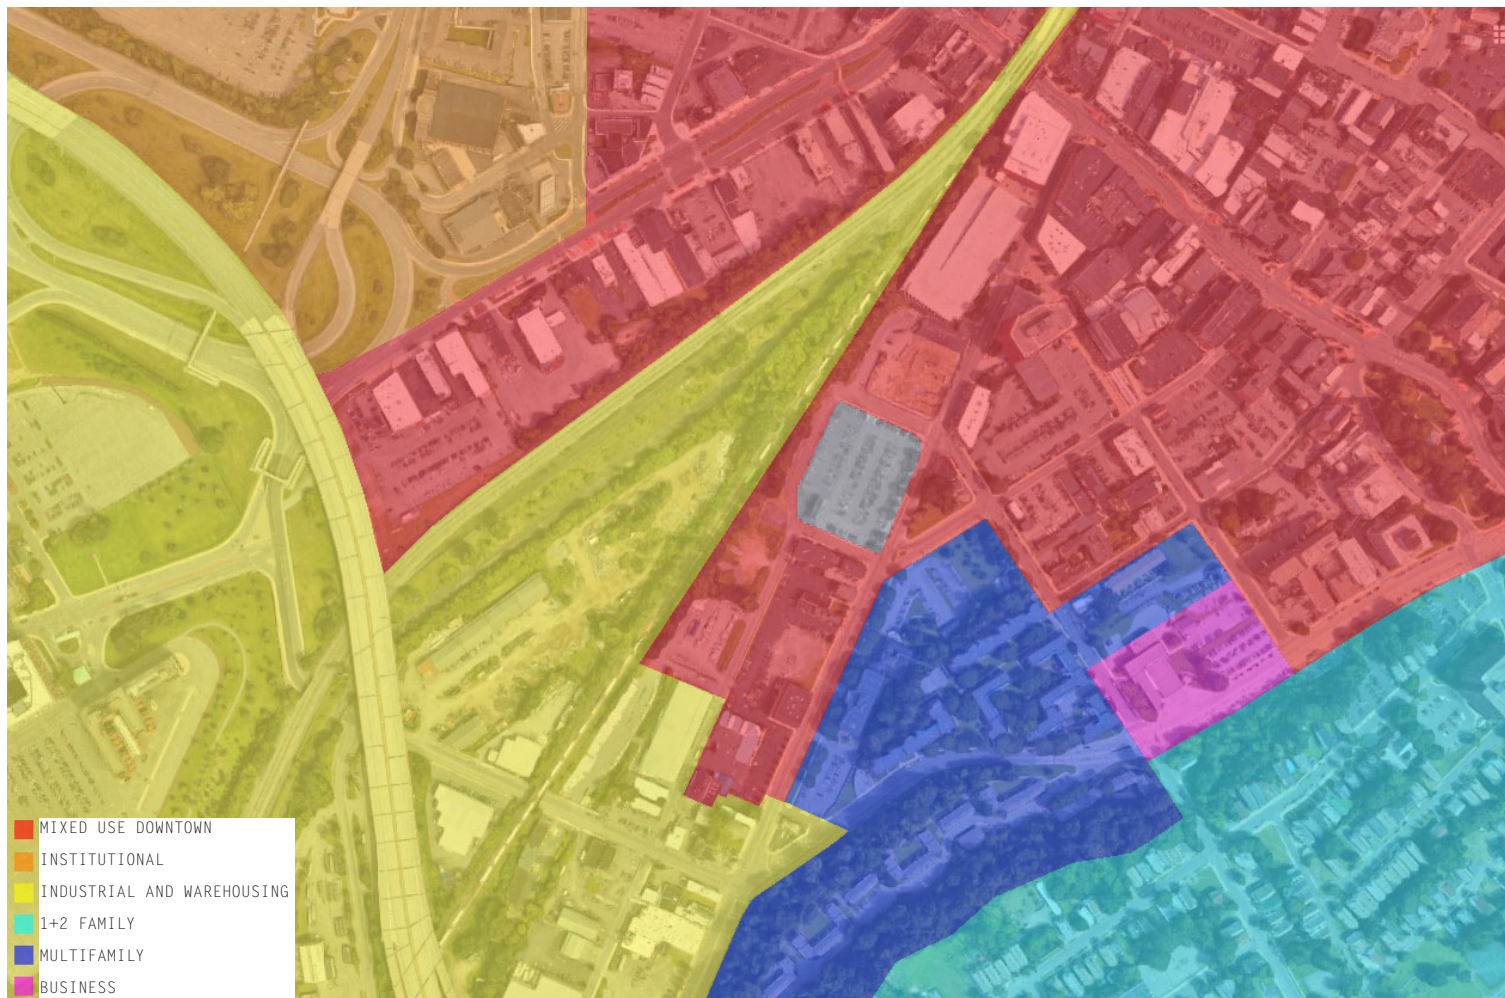 MIXED USE DOWNTOWN
INSTITUTIONAL
INDUSTRIAL AND WAREHOUSING
1+2 FAMILY
MULTIFAMILY
BUSINESS